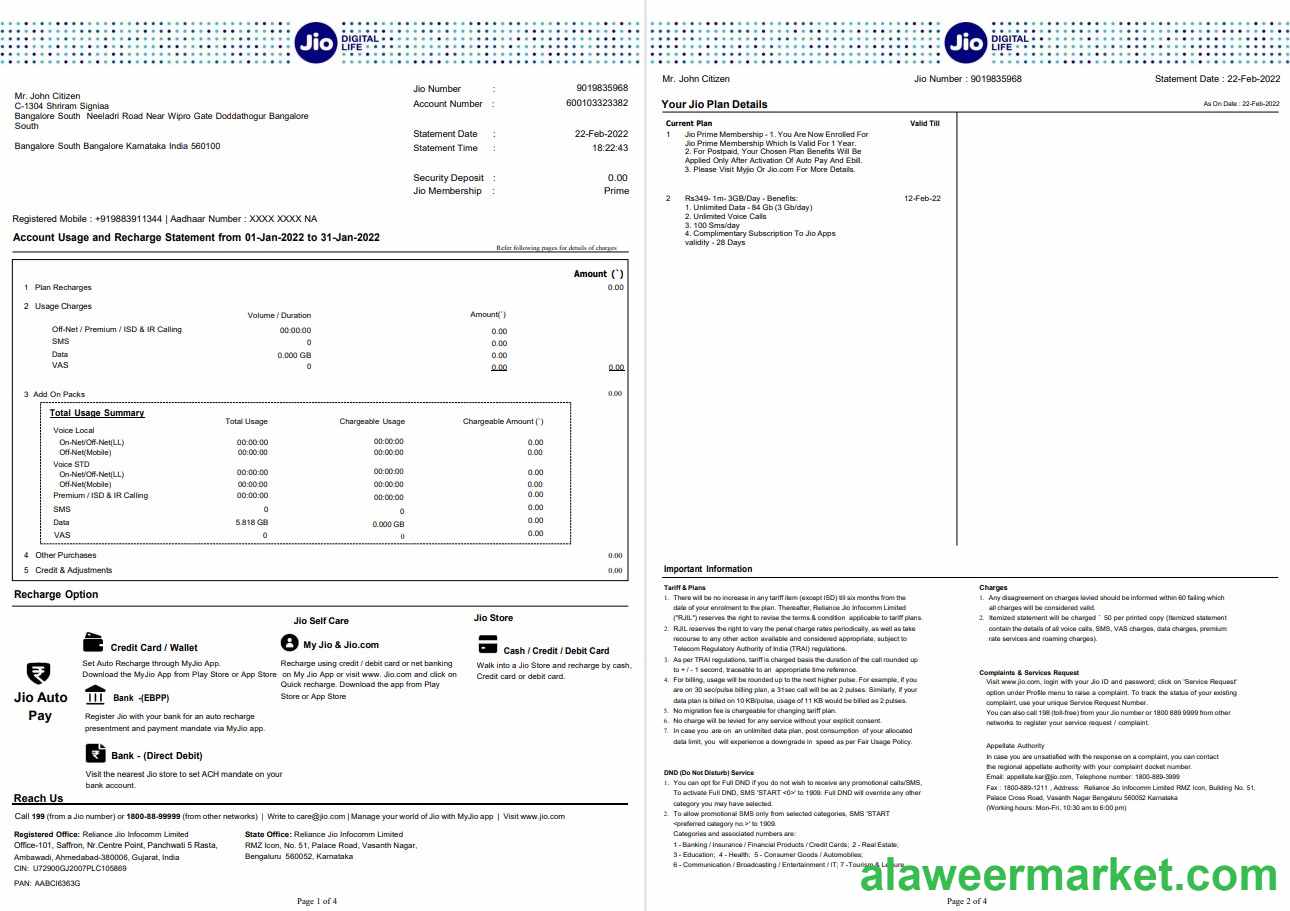 Jio DIGITAL LIFE
Mr. John Citizen
C-1304 Shriram Signiaa
Bangalore South Neeladri Road Near Wipro Gate Doddathogur Bangalore
South
Bangalore South Bangalore Karnataka India 560100
Jio Number : 9019835968
Account Number : 600103323382
Statement Date : 22-Feb-2022
Statement Time : 18:22:43
Security Deposit : 0.00
Jio Membership : Prime
Registered Mobile : +919883911344 | Aadhaar Number : XXXX XXXX NA
Account Usage and Recharge Statement from 01-Jan-2022 to 31-Jan-2022
Refer following pages for details of charges
Amount (`)
1 Plan Recharges 0.00
2 Usage Charges
Volume / Duration Amount(`)
Off-Net / Premium / ISD & IR Calling 00:00:00 0.00
SMS 0 0.00
Data 0.000 GB 0.00
VAS 0 0.00 0.00
3 Add On Packs 0.00
Total Usage Summary
Total Usage Chargeable Usage Chargeable Amount (`)
Voice Local
On-Net/Off-Net(LL) 00:00:00 00:00:00 0.00
Off-Net(Mobile) 00:00:00 00:00:00 0.00
Voice STD
On-Net/Off-Net(LL) 00:00:00 00:00:00 0.00
Off-Net(Mobile) 00:00:00 00:00:00 0.00
Premium / ISD & IR Calling 00:00:00 00:00:00 0.00
SMS 0 0 0.00
Data 5.818 GB 0.000 GB 0.00
VAS 0 0 0.00
4 Other Purchases 0.00
5 Credit & Adjustments 0.00
Recharge Option
Jio Auto
Pay
Credit Card / Wallet
Set Auto Recharge through MyJio App.
Download the MyJio App from Play Store or App Store
Bank -(EBPP)
Register Jio with your bank for an auto recharge
presentment and payment mandate via MyJio app.
Bank - (Direct Debit)
Visit the nearest Jio store to set ACH mandate on your
bank account.
Jio Self Care
My Jio & Jio.com
Recharge using credit / debit card or net banking
on My Jio App or visit www. Jio.com and click on
Quick recharge. Download the app from Play
Store or App Store
Jio Store
Cash / Credit / Debit Card
Walk into a Jio Store and recharge by cash,
Credit card or debit card.
Reach Us
Call 199 (from a Jio number) or 1800-88-99999 (from other networks) | Write to care@jio.com | Manage your world of Jio with MyJio app | Visit www.jio.com
Registered Office: Reliance Jio Infocomm Limited
Office-101, Saffron, Nr.Centre Point, Panchwati 5 Rasta,
Ambawadi, Ahmedabad-380006, Gujarat, India
CIN: U72900GJ2007PLC105869
PAN: AABCI6363G
State Office: Reliance Jio Infocomm Limited
RMZ Icon, No. 51, Palace Road, Vasanth Nagar,
Bengaluru 560052, Karnataka
Page 1 of 4
Jio DIGITAL LIFE
Mr. John Citizen Jio Number : 9019835968 Statement Date : 22-Feb-2022
Your Jio Plan Details As On Date : 22-Feb-2022
Current Plan Valid Till
1 Jio Prime Membership - 1. You Are Now Enrolled For
Jio Prime Membership Which Is Valid For 1 Year.
2. For Postpaid, Your Chosen Plan Benefits Will Be
Applied Only After Activation Of Auto Pay And Ebill.
3. Please Visit Myjio Or Jio.com For More Details.
2 Rs349- 1m- 3GB/Day - Benefits: 12-Feb-22
1. Unlimited Data - 84 Gb (3 Gb/day)
2. Unlimited Voice Calls
3. 100 Sms/day
4. Complimentary Subscription To Jio Apps
validity - 28 Days
Important Information
Tariff & Plans
1. There will be no increase in any tariff item (except ISD) till six months from the
date of your enrolment to the plan. Thereafter, Reliance Jio Infocomm Limited
("RJIL") reserves the right to revise the terms & condition applicable to tariff plans.
2. RJIL reserves the right to vary the penal charge rates periodically, as well as take
recourse to any other action available and considered appropriate, subject to
Telecom Regulatory Authority of India (TRAI) regulations.
3. As per TRAI regulations, tariff is charged basis the duration of the call rounded up
to + / - 1 second, traceable to an appropriate time reference.
4. For billing, usage will be rounded up to the next higher pulse. For example, if you
are on 30 sec/pulse billing plan, a 31sec call will be as 2 pulses. Similarly, if your
data plan is billed on 10 KB/pulse, usage of 11 KB would be billed as 2 pulses.
5. No migration fee is chargeable for changing tariff plan.
6. No charge will be levied for any service without your explicit consent.
7. In case you are on an unlimited data plan, post consumption of your allocated
data limit, you will experience a downgrade in speed as per Fair Usage Policy.
DND (Do Not Disturb) Service
1. You can opt for Full DND if you do not wish to receive any promotional calls/SMS,
To activate Full DND, SMS 'START <0>' to 1909. Full DND will override any other
category you may have selected.
2. To allow promotional SMS only from selected categories, SMS 'START
<preferred category no.>' to 1909.
Categories and associated numbers are:
1 - Banking / Insurance / Financial Products / Credit Cards; 2 - Real Estate;
3 - Education; 4 - Health; 5 - Consumer Goods / Automobiles;
6 - Communication / Broadcasting / Entertainment / IT; 7 -Tourism & Leisure
Charges
1. Any disagreement on charges levied should be informed within 60 failing which
all charges will be considered valid.
2. Itemized statement will be charged ` 50 per printed copy (Itemized statement
contain the details of all voice calls, SMS, VAS charges, data charges, premium
rate services and roaming charges).
Complaints & Services Request
Visit www.jio.com, login with your Jio ID and password; click on 'Service Request'
option under Profile menu to raise a complaint. To track the status of your existing
complaint, use your unique Service Request Number.
You can also call 198 (toll-free) from your Jio number or 1800 889 9999 from other
networks to register your service request / complaint.
Appellate Authority
In case you are unsatisfied with the response on a complaint, you can contact
the regional appellate authority with your complaint docket number.
Email: appellate.kar@jio.com, Telephone number: 1800-889-3999
Fax : 1800-889-1211 , Address: Reliance Jio Infocomm Limited RMZ Icon, Building No. 51,
Palace Cross Road, Vasanth Nagar Bengaluru 560052 Karnataka
(Working hours: Mon-Fri, 10:30 am to 6:00 pm)
alaweermarket.com
Page 2 of 4